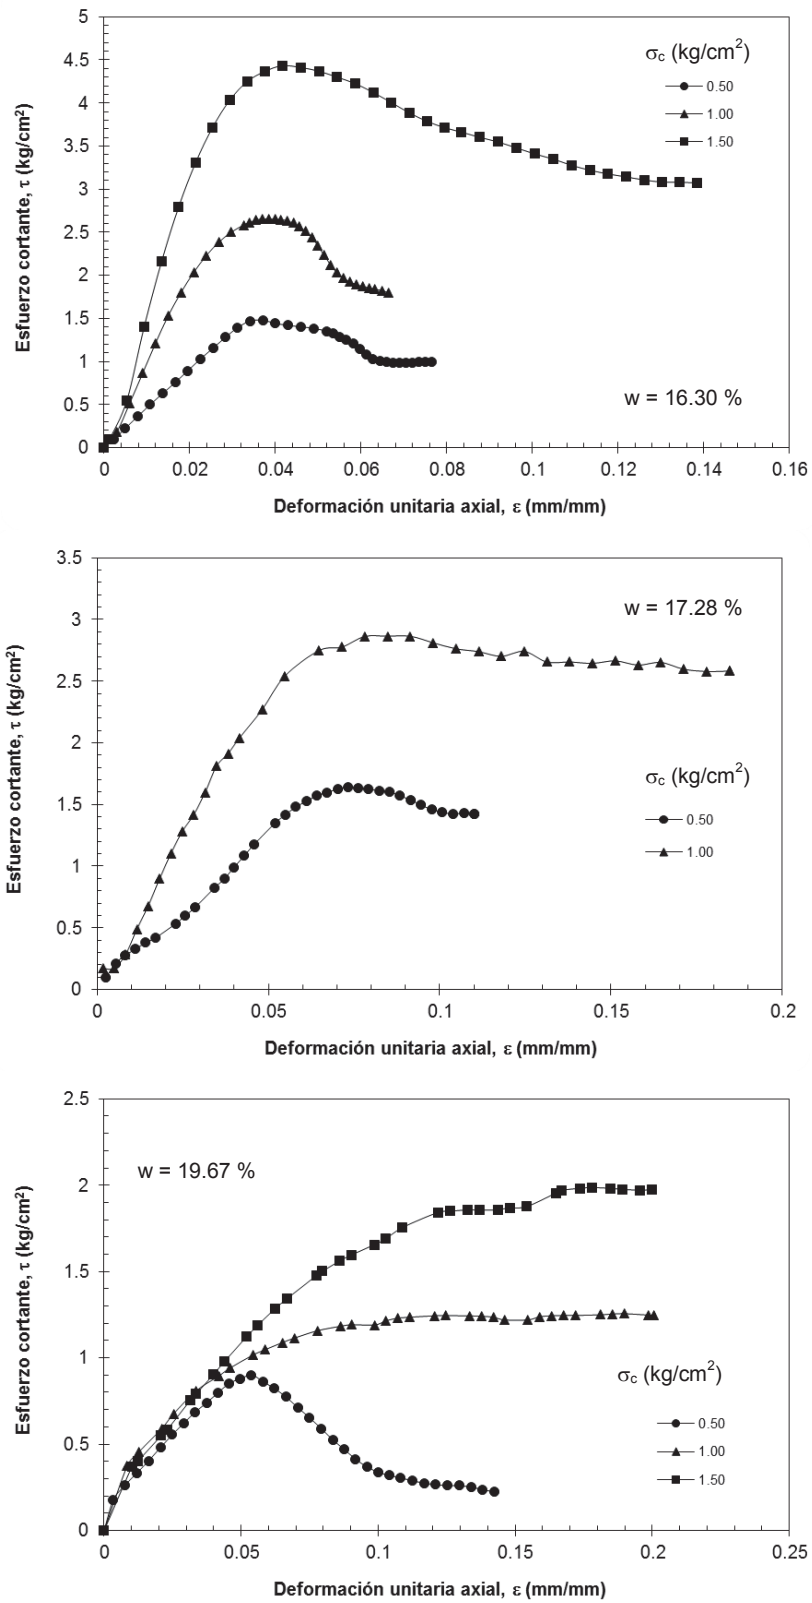 5
4.5
4
3.5
3
2.5
2
1.5
1
0.5
0
Esfuerzo cortante, τ (kg/cm²)
σc (kg/cm²)
0.50
1.00
1.50
w = 16.30 %
0 0.02 0.04 0.06 0.08 0.1 0.12 0.14 0.16
Deformación unitaria axial, ε (mm/mm)
3.5
3
2.5
2
1.5
1
0.5
0
Esfuerzo cortante, τ (kg/cm²)
w = 17.28 %
σc (kg/cm²)
0.50
1.00
0 0.05 0.1 0.15 0.2
Deformación unitaria axial, ε (mm/mm)
2.5
2
1.5
1
0.5
0
Esfuerzo cortante, τ (kg/cm²)
w = 19.67 %
σc (kg/cm²)
0.50
1.00
1.50
0 0.05 0.1 0.15 0.2 0.25
Deformación unitaria axial, ε (mm/mm)